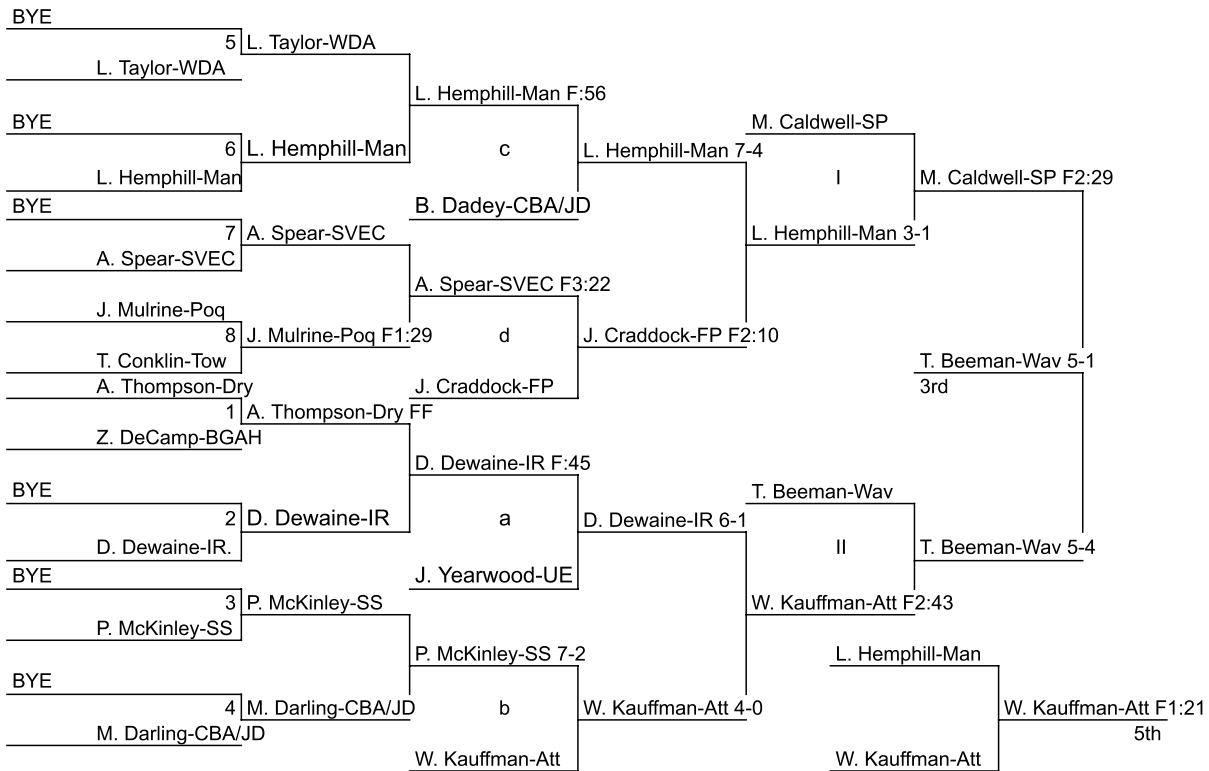 BYE
5 L. Taylor-WDA
L. Taylor-WDA
L. Hemphill-Man F:56
BYE
M. Caldwell-SP
6 L. Hemphill-Man
c
L. Hemphill-Man 7-4
L. Hemphill-Man
I
M. Caldwell-SP F2:29
BYE
B. Dadey-CBA/JD
7 A. Spear-SVEC
L. Hemphill-Man 3-1
A. Spear-SVEC
A. Spear-SVEC F3:22
J. Mulrine-Poq
8 J. Mulrine-Poq F1:29
d
J. Craddock-FP F2:10
T. Conklin-Tow
T. Beeman-Wav 5-1
A. Thompson-Dry
J. Craddock-FP
3rd
1 A. Thompson-Dry FF
Z. DeCamp-BGAH
D. Dewaine-IR F:45
BYE
T. Beeman-Wav
2 D. Dewaine-IR
a
D. Dewaine-IR 6-1
D. Dewaine-IR.
II
T. Beeman-Wav 5-4
BYE
J. Yearwood-UE
3 P. McKinley-SS
W. Kauffman-Att F2:43
P. McKinley-SS
P. McKinley-SS 7-2
L. Hemphill-Man
BYE
4 M. Darling-CBA/JD
b
W. Kauffman-Att 4-0
W. Kauffman-Att F1:21
M. Darling-CBA/JD
5th
W. Kauffman-Att
W. Kauffman-Att